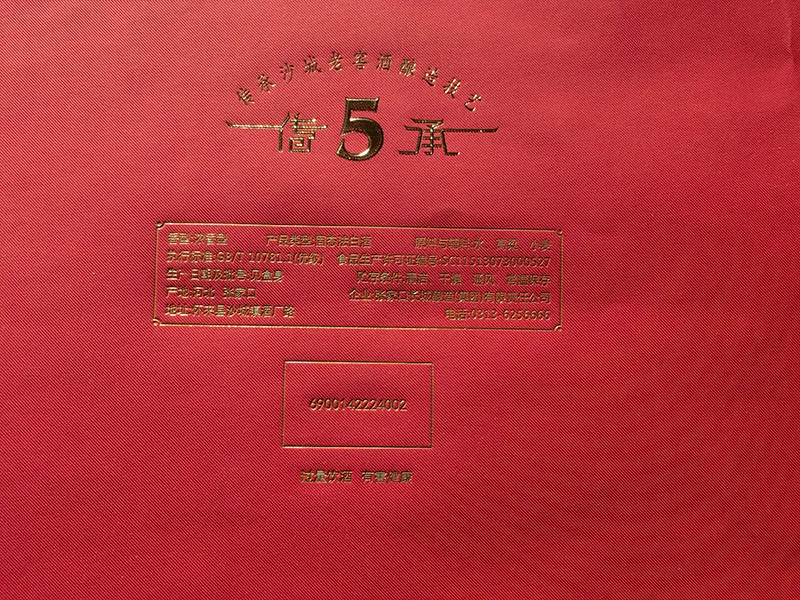 传承沙城老窖酒酿造技艺
传 5 承
香型:浓香型 产品类型:固态法白酒 原料与辅料:水、高粱、小麦
执行标准:GB/T 10781.1(优级) 食品生产许可证编号:SC11513073000527
生产日期及批号:见盒身 贮存条件:清洁 干燥 通风 常温保存
产地:河北 张家口 企业:张家口长城酿造(集团)有限责任公司
地址:怀来县沙城镇酒厂路 电话:0313-6256666
6900142224002
过量饮酒 有害健康